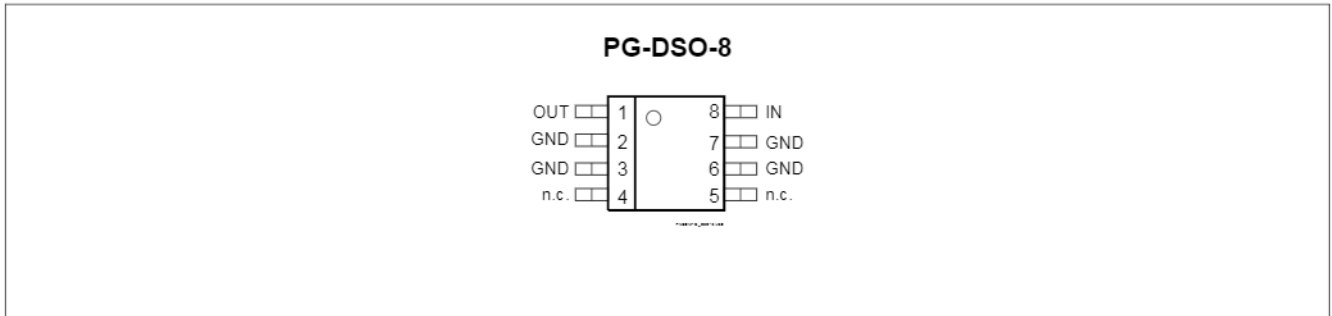 PG-DSO-8
OUT 1 8 IN
GND 2 7 GND
GND 3 6 GND
n.c. 4 5 n.c.